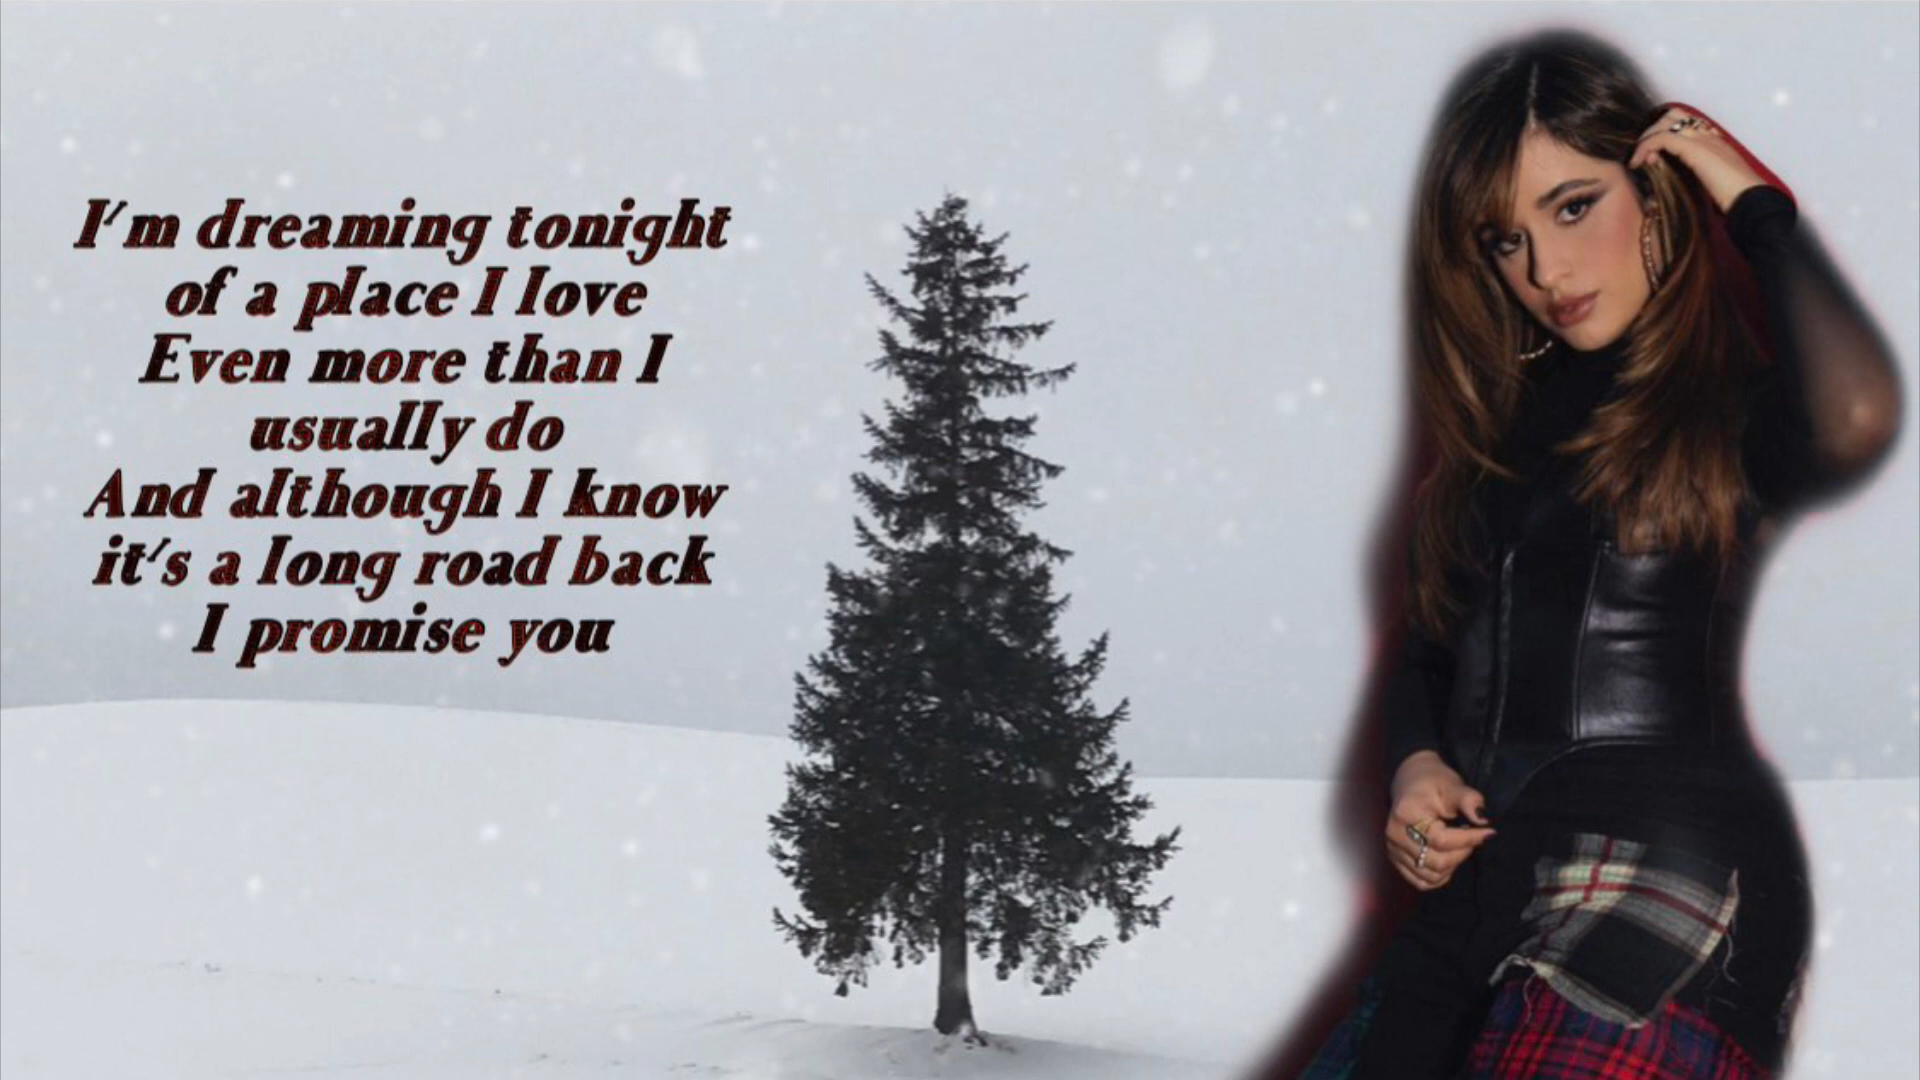 I'm dreaming tonight
of a place I love
Even more than I
usually do
And although I know
it's a long road back
I promise you